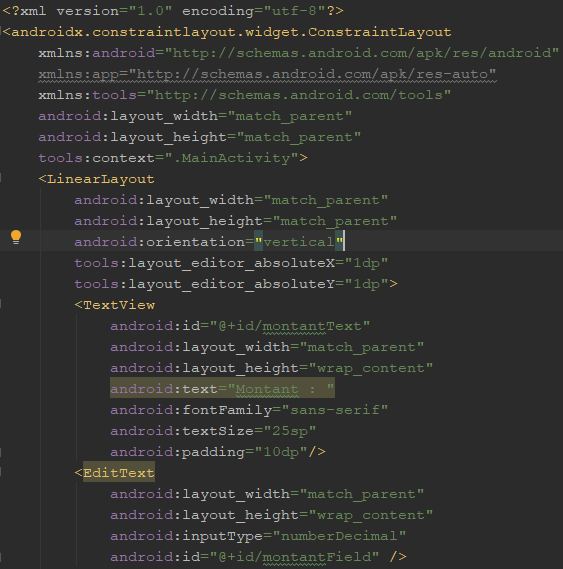 <?xml version="1.0" encoding="utf-8"?>
<androidx.constraintlayout.widget.ConstraintLayout
xmlns:android="http://schemas.android.com/apk/res/android"
xmlns:app="http://schemas.android.com/apk/res-auto"
xmlns:tools="http://schemas.android.com/tools"
android:layout_width="match_parent"
android:layout_height="match_parent"
tools:context=".MainActivity">
<LinearLayout
android:layout_width="match_parent"
android:layout_height="match_parent"
android:orientation="vertical"
tools:layout_editor_absoluteX="1dp"
tools:layout_editor_absoluteY="1dp">
<TextView
android:id="@+id/montantText"
android:layout_width="match_parent"
android:layout_height="wrap_content"
android:text="Montant : "
android:fontFamily="sans-serif"
android:textSize="25sp"
android:padding="10dp"/>
<EditText
android:layout_width="match_parent"
android:layout_height="wrap_content"
android:inputType="numberDecimal"
android:id="@+id/montantField" />